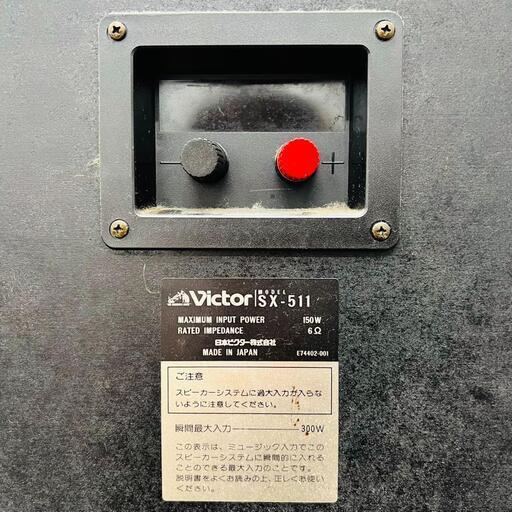 − +
Victor MODEL SX-511
MAXIMUM INPUT POWER 150W
RATED IMPEDANCE 6Ω
日本ビクター株式会社
MADE IN JAPAN E74402-001
ご注意
スピーカーシステムに過大入力が入らな
いように注意してください。
瞬間最大入力 300W
この表示は、ミュージック入力でこの
スピーカーシステムに瞬間的に入れる
ことのできる最大入力のことです。
説明書をよくお読みの上、正しくお使い
ください。